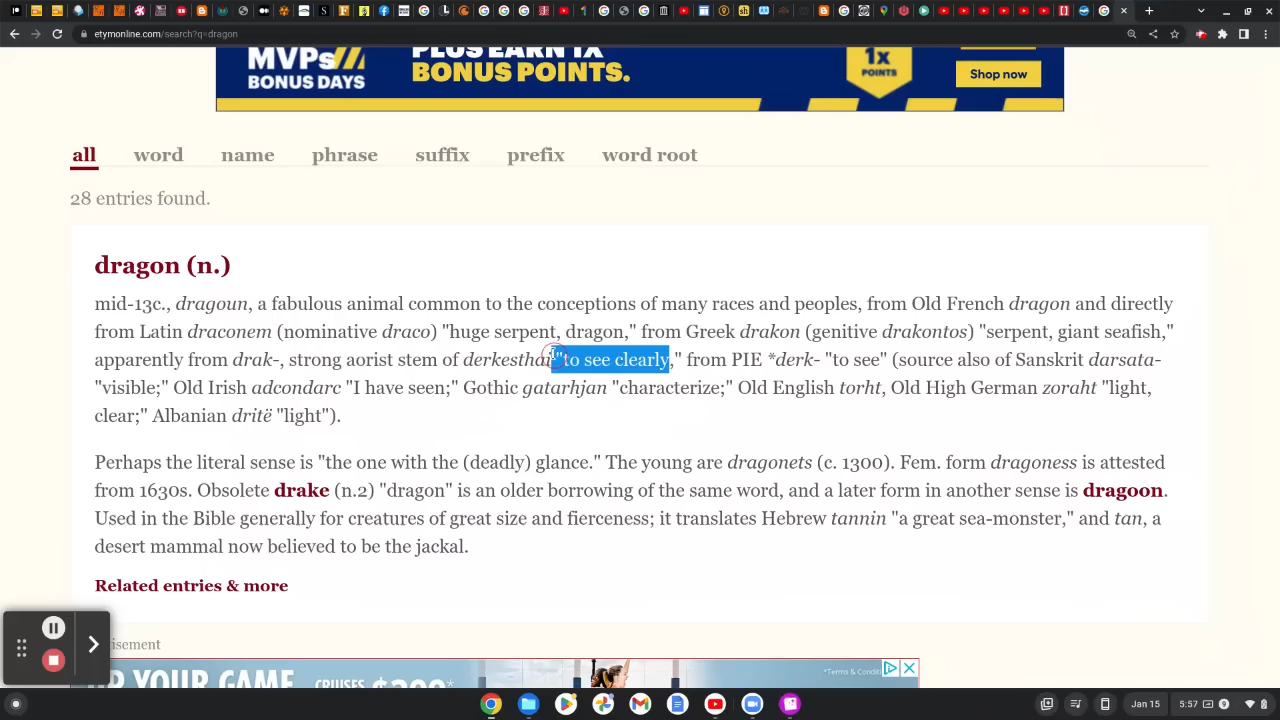 etymonline.com/search?q=dragon
MVPs
BONUS DAYS
PLUS EARN 1X
BONUS POINTS.
1X
POINTS
Shop now
all word name phrase suffix prefix word root
28 entries found.
dragon (n.)
mid-13c., dragoun, a fabulous animal common to the conceptions of many races and peoples, from Old French dragon and directly
from Latin draconem (nominative draco) "huge serpent, dragon," from Greek drakon (genitive drakontos) "serpent, giant seafish,"
apparently from drak-, strong aorist stem of derkesthai "to see clearly," from PIE *derk- "to see" (source also of Sanskrit darsata-
"visible;" Old Irish adcondarc "I have seen;" Gothic gatarhjan "characterize;" Old English torht, Old High German zoraht "light,
clear;" Albanian dritë "light").
Perhaps the literal sense is "the one with the (deadly) glance." The young are dragonets (c. 1300). Fem. form dragoness is attested
from 1630s. Obsolete drake (n.2) "dragon" is an older borrowing of the same word, and a later form in another sense is dragoon.
Used in the Bible generally for creatures of great size and fierceness; it translates Hebrew tannin "a great sea-monster," and tan, a
desert mammal now believed to be the jackal.
Related entries & more
isement
UP YOUR GAME
CRUISES $
*Terms & Conditi
Jan 15
5:57